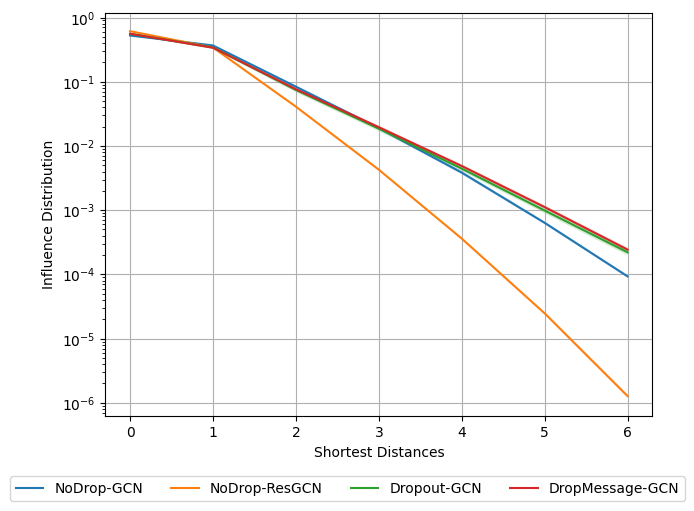 10⁰
10⁻¹
10⁻²
10⁻³
10⁻⁴
10⁻⁵
10⁻⁶
Influence Distribution
0 1 2 3 4 5 6
Shortest Distances
NoDrop-GCN NoDrop-ResGCN Dropout-GCN DropMessage-GCN